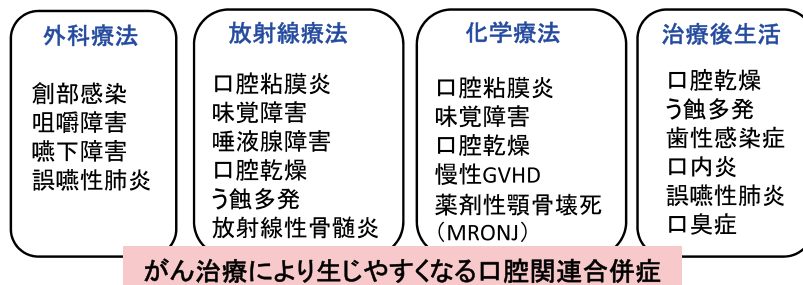 外科療法
創部感染
咀嚼障害
嚥下障害
誤嚥性肺炎
放射線療法
口腔粘膜炎
味覚障害
唾液腺障害
口腔乾燥
う蝕多発
放射線性骨髄炎
化学療法
口腔粘膜炎
味覚障害
口腔乾燥
慢性GVHD
薬剤性顎骨壊死
（MRONJ）
治療後生活
口腔乾燥
う蝕多発
歯性感染症
口内炎
誤嚥性肺炎
口臭症
がん治療により生じやすくなる口腔関連合併症